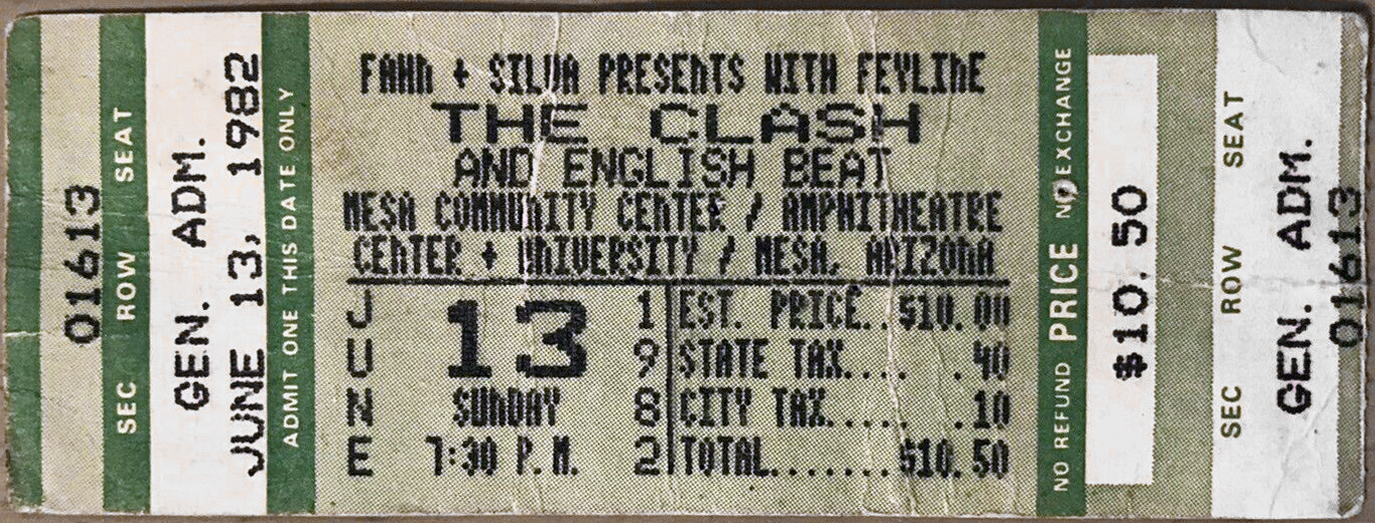 01613
SEC ROW SEAT
GEN. ADM.
JUNE 13, 1982
ADMIT ONE THIS DATE ONLY
FAHN + SILVA PRESENTS WITH FEYLINE
THE CLASH
AND ENGLISH BEAT
MESA COMMUNITY CENTER / AMPHITHEATRE
CENTER + UNIVERSITY / MESA, ARIZONA
JUNE
13
SUNDAY
7:30 P.M.
1982
EST. PRICE..$10.00
STATE TAX.... .40
CITY TAX..... .10
TOTAL.......$10.50
NO REFUND PRICE NO EXCHANGE
$10.50
SEC ROW SEAT
GEN. ADM.
01613